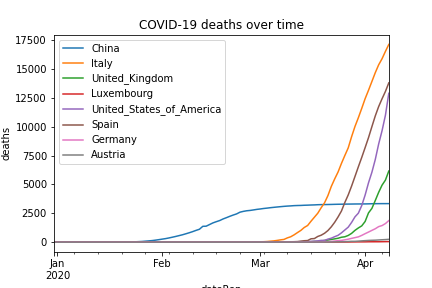 COVID-19 deaths over time
17500
15000
12500
10000
7500
5000
2500
0
deaths
China
Italy
United_Kingdom
Luxembourg
United_States_of_America
Spain
Germany
Austria
Jan
2020
Feb
Mar
Apr